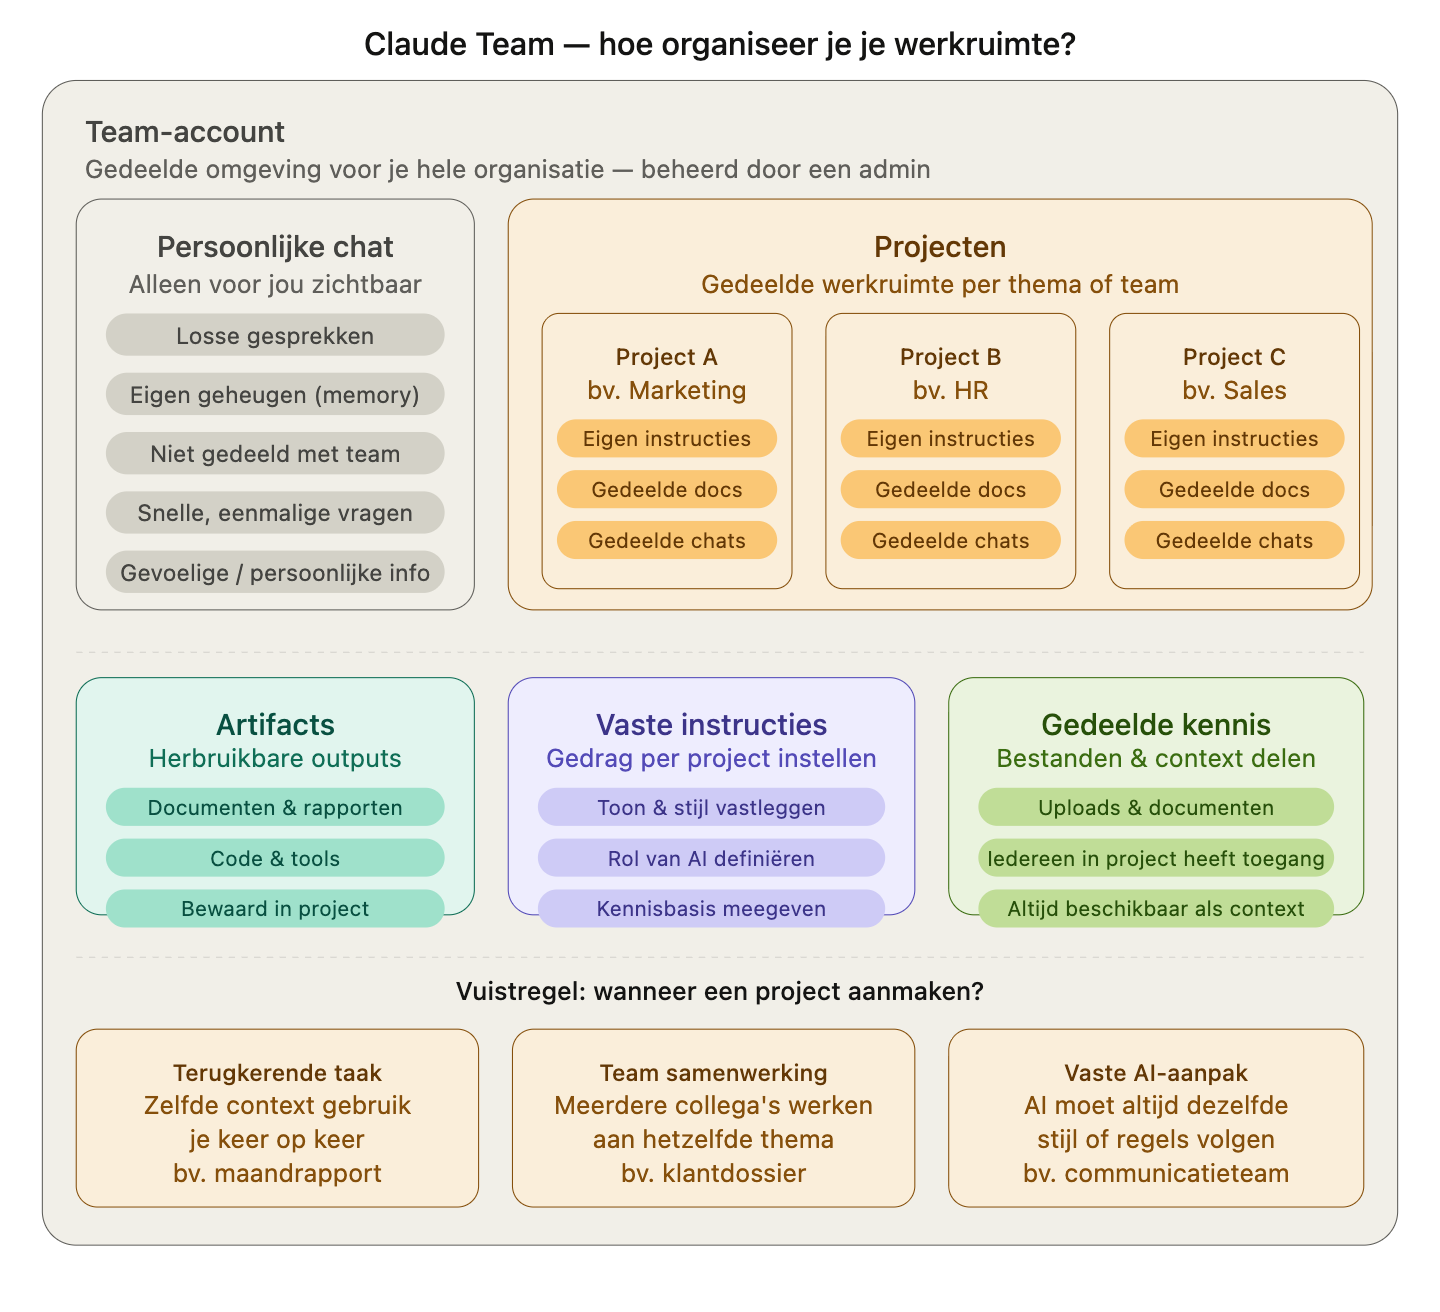 Claude Team — hoe organiseer je je werkruimte?
Team-account
Gedeelde omgeving voor je hele organisatie — beheerd door een admin
Persoonlijke chat
Alleen voor jou zichtbaar
Losse gesprekken
Eigen geheugen (memory)
Niet gedeeld met team
Snelle, eenmalige vragen
Gevoelige / persoonlijke info
Projecten
Gedeelde werkruimte per thema of team
Project A
bv. Marketing
Eigen instructies
Gedeelde docs
Gedeelde chats
Project B
bv. HR
Eigen instructies
Gedeelde docs
Gedeelde chats
Project C
bv. Sales
Eigen instructies
Gedeelde docs
Gedeelde chats
Artifacts
Herbruikbare outputs
Documenten & rapporten
Code & tools
Bewaard in project
Vaste instructies
Gedrag per project instellen
Toon & stijl vastleggen
Rol van AI definiëren
Kennisbasis meegeven
Gedeelde kennis
Bestanden & context delen
Uploads & documenten
Iedereen in project heeft toegang
Altijd beschikbaar als context
Vuistregel: wanneer een project aanmaken?
Terugkerende taak
Zelfde context gebruik
je keer op keer
bv. maandrapport
Team samenwerking
Meerdere collega's werken
aan hetzelfde thema
bv. klantdossier
Vaste AI-aanpak
AI moet altijd dezelfde
stijl of regels volgen
bv. communicatieteam